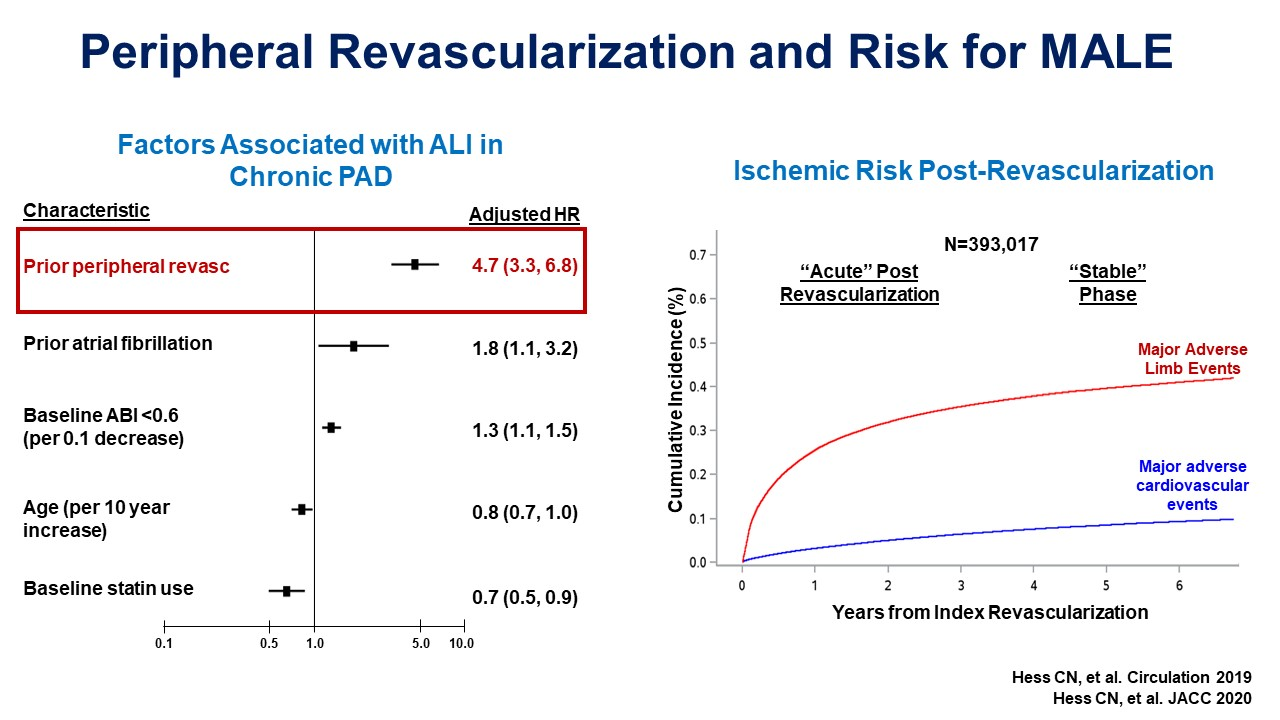 Peripheral Revascularization and Risk for MALE
Factors Associated with ALI in
Chronic PAD
Characteristic
Adjusted HR
Prior peripheral revasc
4.7 (3.3, 6.8)
Prior atrial fibrillation
1.8 (1.1, 3.2)
Baseline ABI <0.6
(per 0.1 decrease)
1.3 (1.1, 1.5)
Age (per 10 year
increase)
0.8 (0.7, 1.0)
Baseline statin use
0.7 (0.5, 0.9)
0.1
0.5
1.0
5.0
10.0
Ischemic Risk Post-Revascularization
N=393,017
“Acute” Post
Revascularization
“Stable”
Phase
Cumulative Incidence (%)
0.7
0.6
0.5
0.4
0.3
0.2
0.1
0.0
Major Adverse
Limb Events
Major adverse
cardiovascular
events
0
1
2
3
4
5
6
Years from Index Revascularization
Hess CN, et al. Circulation 2019
Hess CN, et al. JACC 2020